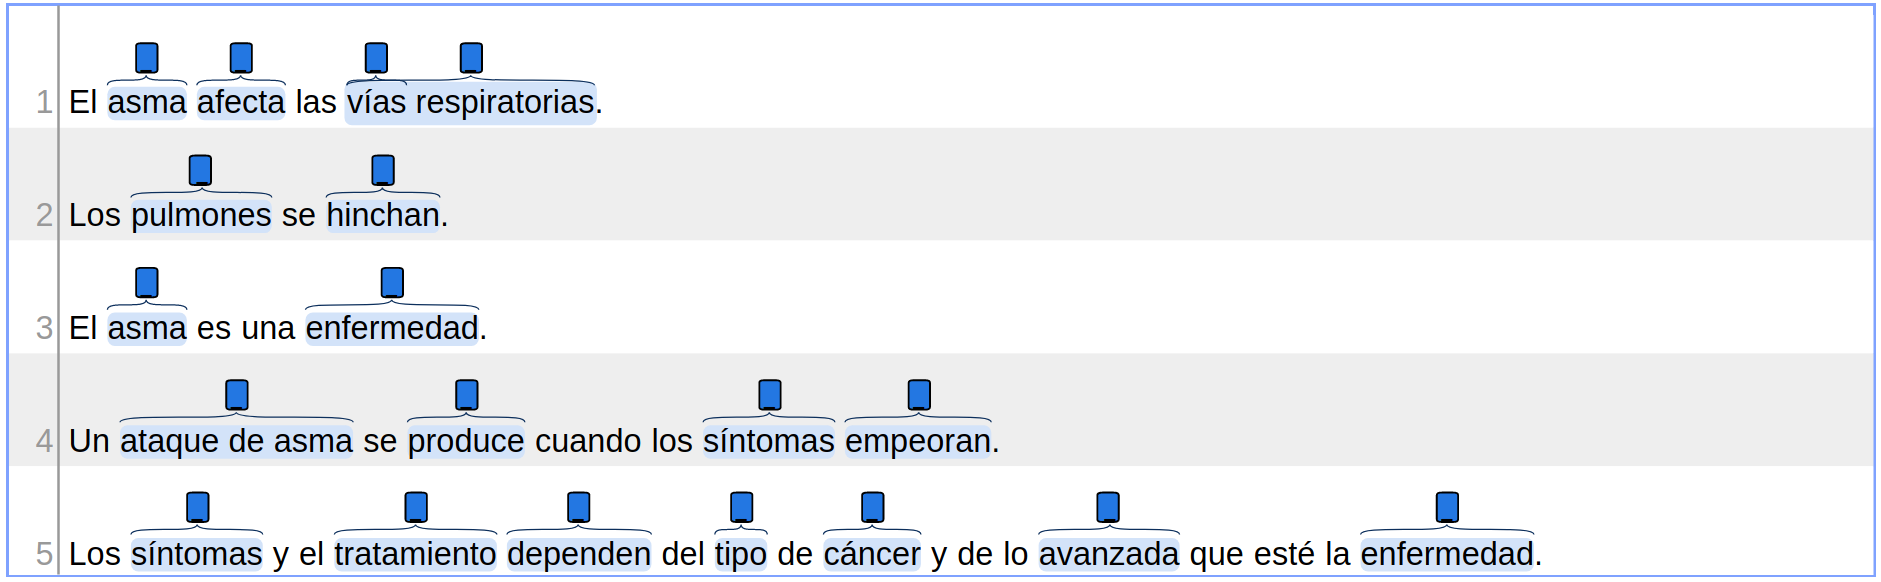 1 El asma afecta las vías respiratorias.
2 Los pulmones se hinchan.
3 El asma es una enfermedad.
4 Un ataque de asma se produce cuando los síntomas empeoran.
5 Los síntomas y el tratamiento dependen del tipo de cáncer y de lo avanzada que esté la enfermedad.